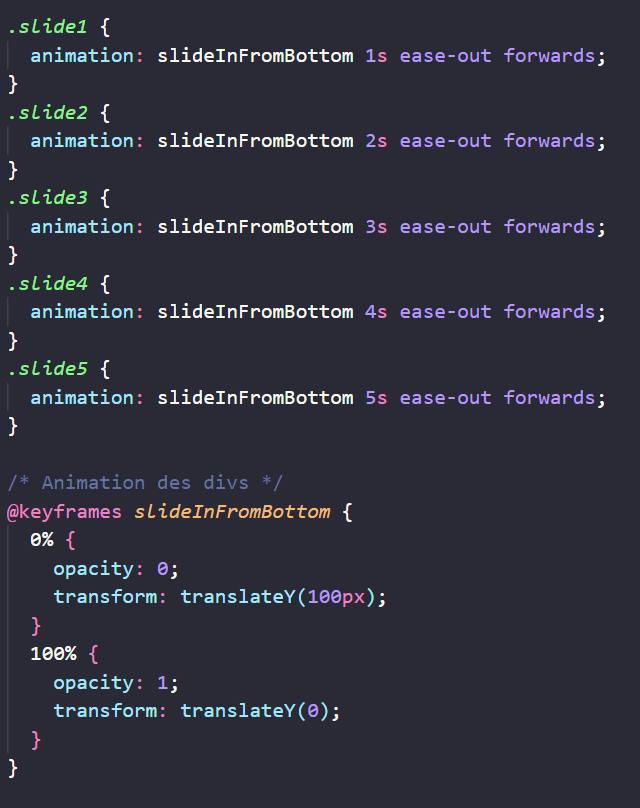 .slide1 {
  animation: slideInFromBottom 1s ease-out forwards;
}
.slide2 {
  animation: slideInFromBottom 2s ease-out forwards;
}
.slide3 {
  animation: slideInFromBottom 3s ease-out forwards;
}
.slide4 {
  animation: slideInFromBottom 4s ease-out forwards;
}
.slide5 {
  animation: slideInFromBottom 5s ease-out forwards;
}

/* Animation des divs */
@keyframes slideInFromBottom {
  0% {
    opacity: 0;
    transform: translateY(100px);
  }
  100% {
    opacity: 1;
    transform: translateY(0);
  }
}